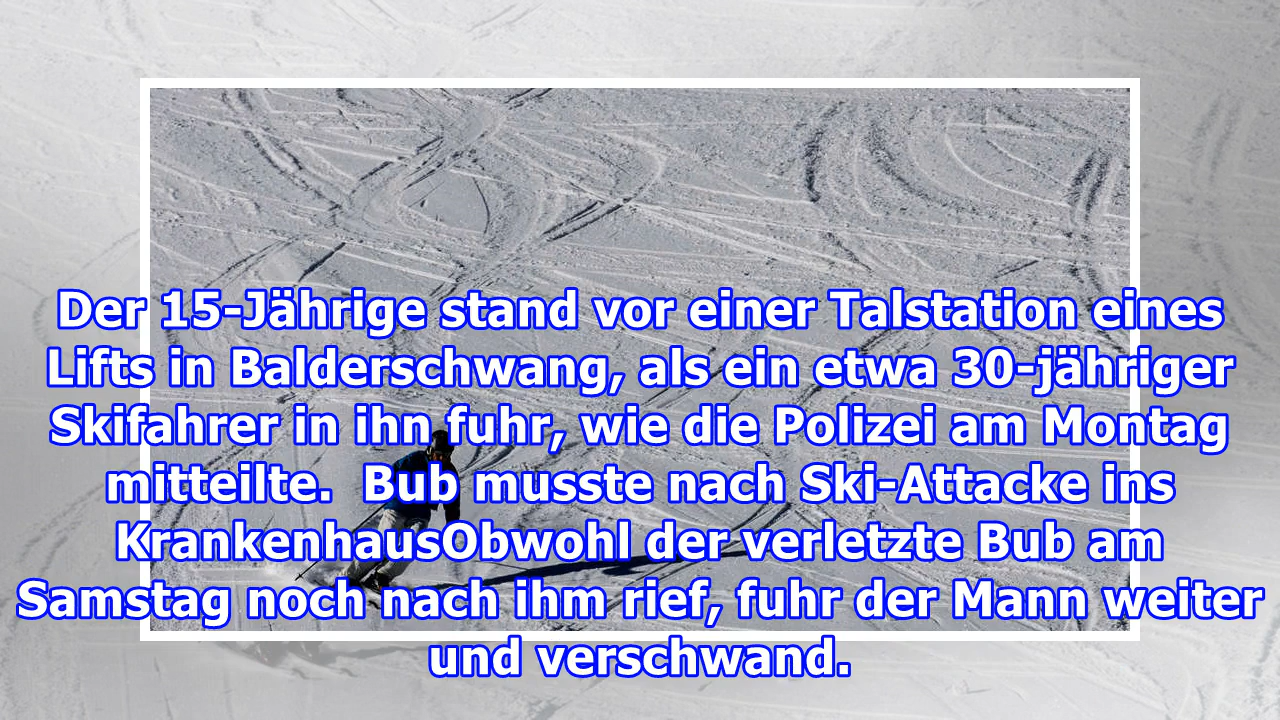 Der 15-Jährige stand vor einer Talstation eines
Lifts in Balderschwang, als ein etwa 30-jähriger
Skifahrer in ihn fuhr, wie die Polizei am Montag
mitteilte.  Bub musste nach Ski-Attacke ins
KrankenhausObwohl der verletzte Bub am
Samstag noch nach ihm rief, fuhr der Mann weiter
und verschwand.